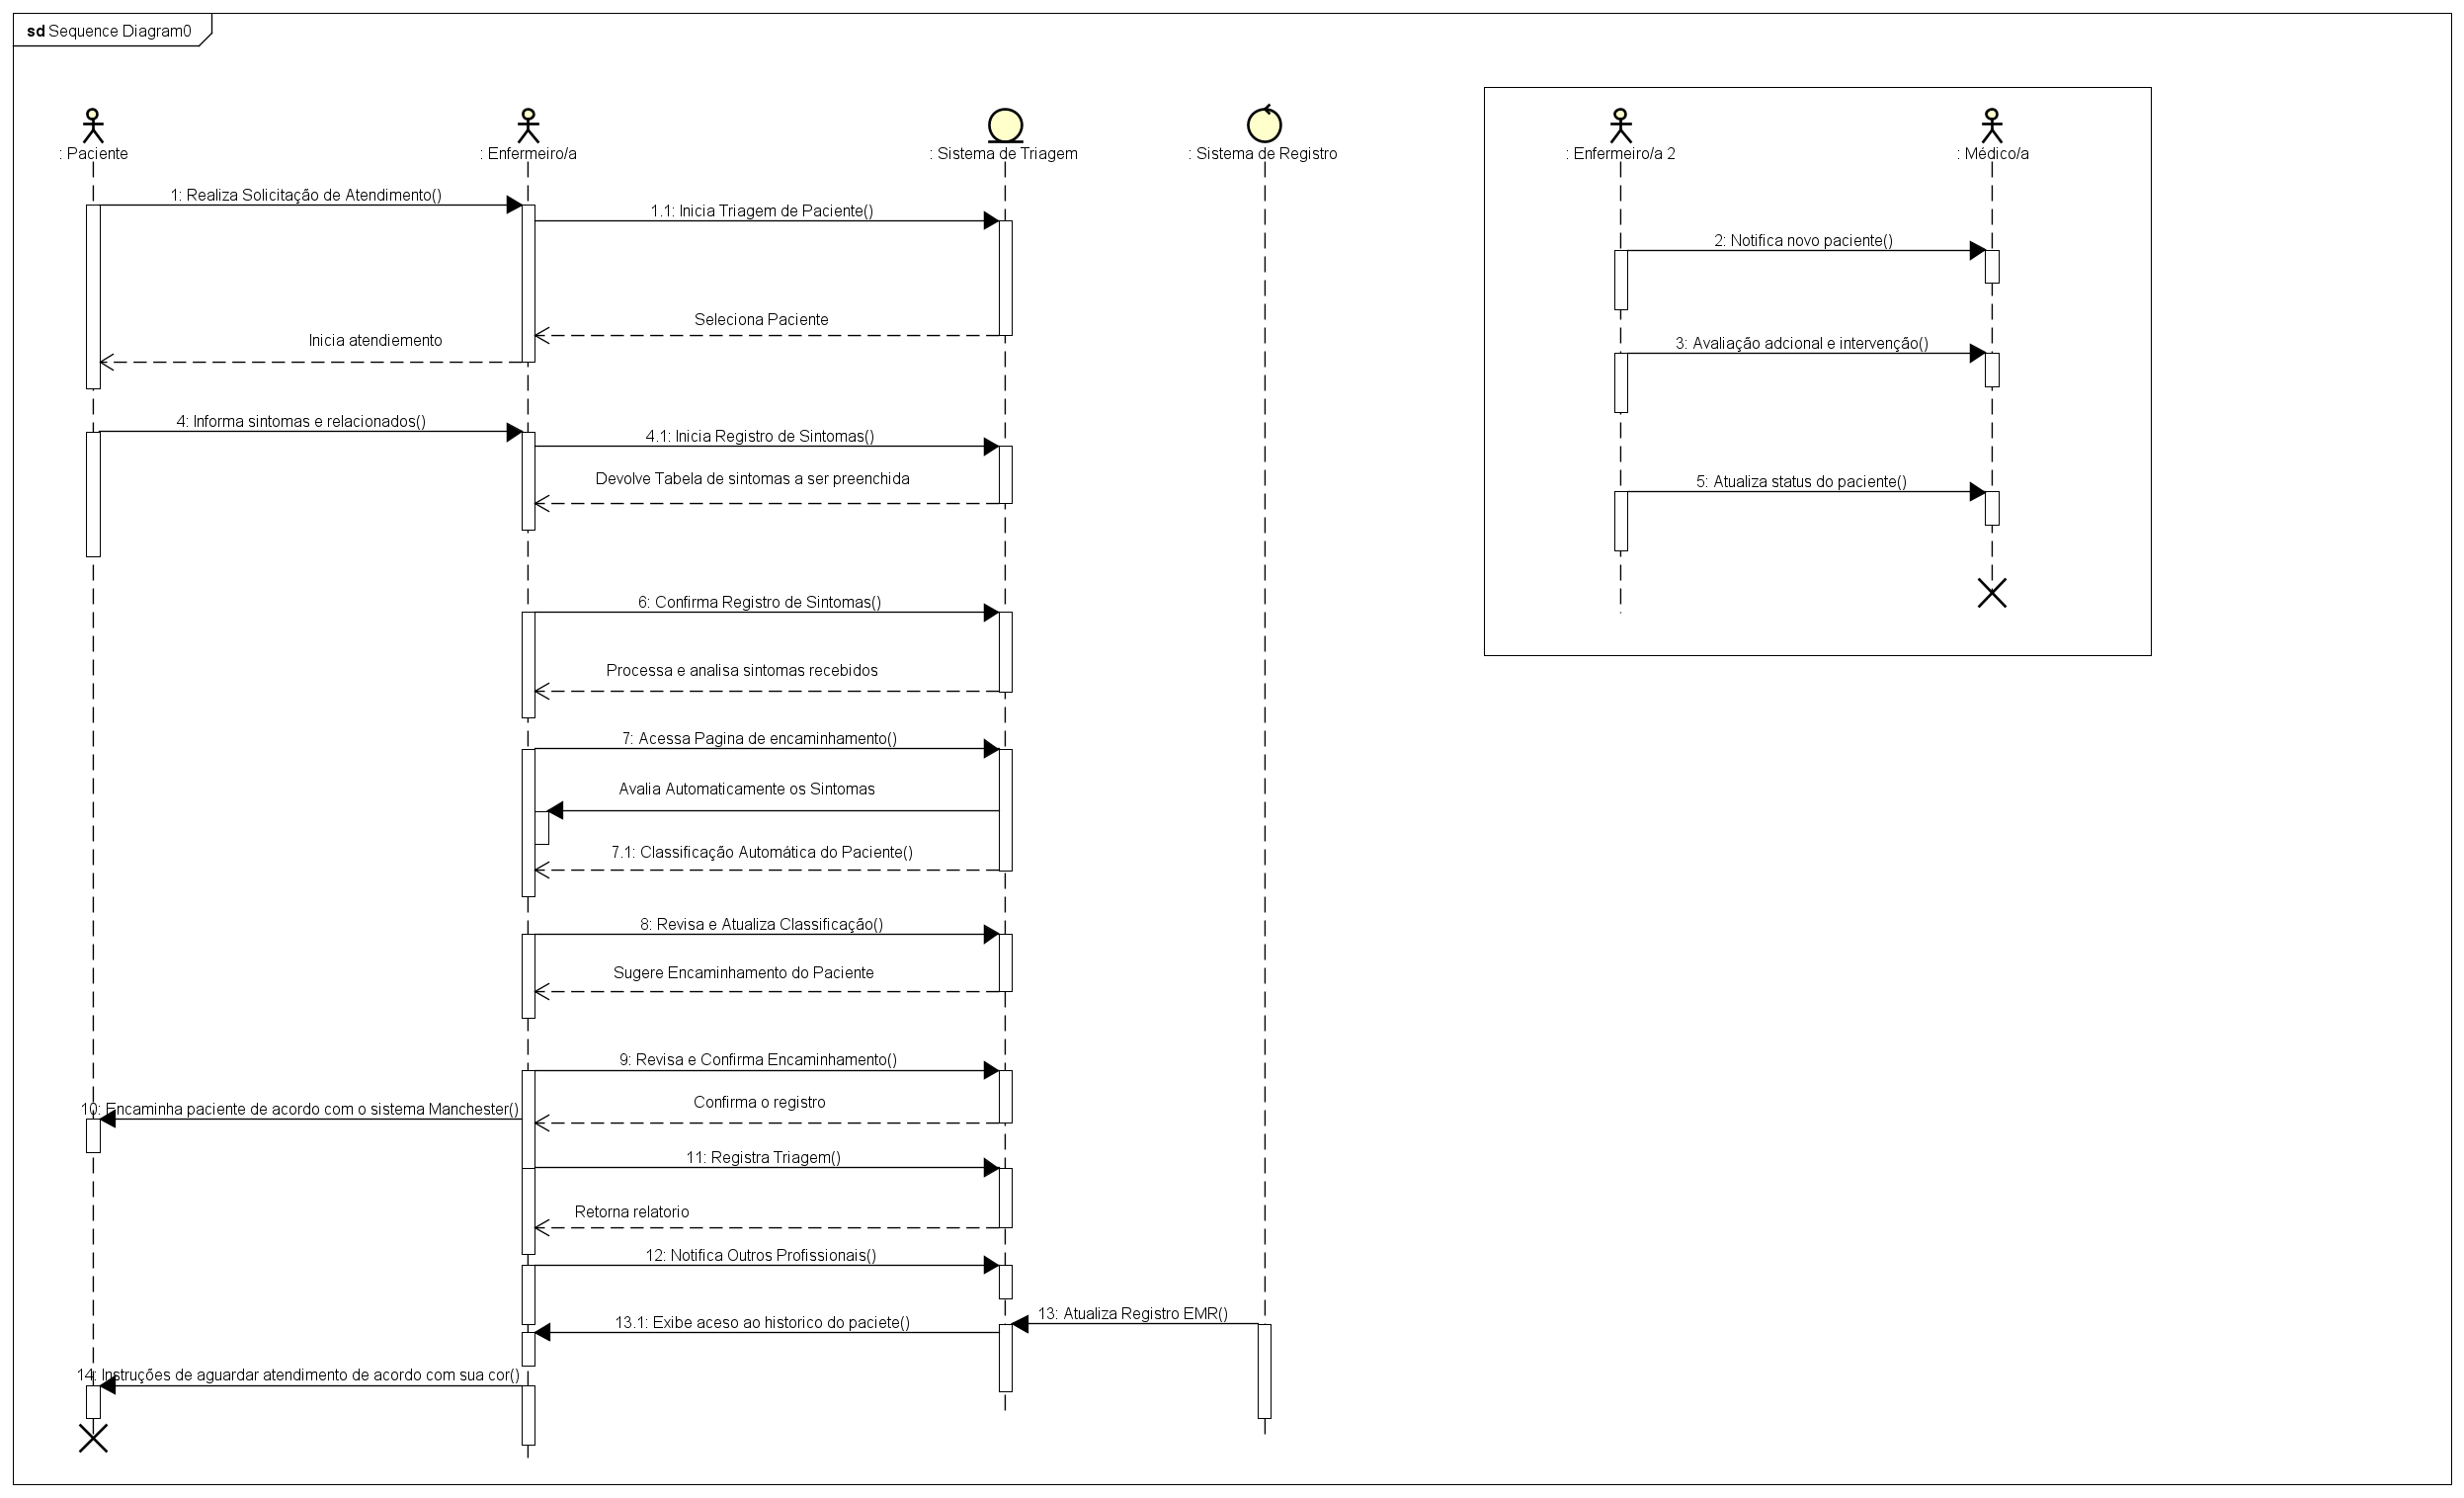 sd Sequence Diagram0
: Paciente
: Enfermeiro/a
: Sistema de Triagem
: Sistema de Registro
: Enfermeiro/a 2
: Médico/a
1: Realiza Solicitação de Atendimento()
1.1: Inicia Triagem de Paciente()
2: Notifica novo paciente()
Seleciona Paciente
Inicia atendiemento
3: Avaliação adcional e intervenção()
4: Informa sintomas e relacionados()
4.1: Inicia Registro de Sintomas()
Devolve Tabela de sintomas a ser preenchida
5: Atualiza status do paciente()
6: Confirma Registro de Sintomas()
Processa e analisa sintomas recebidos
7: Acessa Pagina de encaminhamento()
Avalia Automaticamente os Sintomas
7.1: Classificação Automática do Paciente()
8: Revisa e Atualiza Classificação()
Sugere Encaminhamento do Paciente
9: Revisa e Confirma Encaminhamento()
Confirma o registro
10: Encaminha paciente de acordo com o sistema Manchester()
11: Registra Triagem()
Retorna relatorio
12: Notifica Outros Profissionais()
13: Atualiza Registro EMR()
13.1: Exibe aceso ao historico do paciete()
14: Instruções de aguardar atendimento de acordo com sua cor()